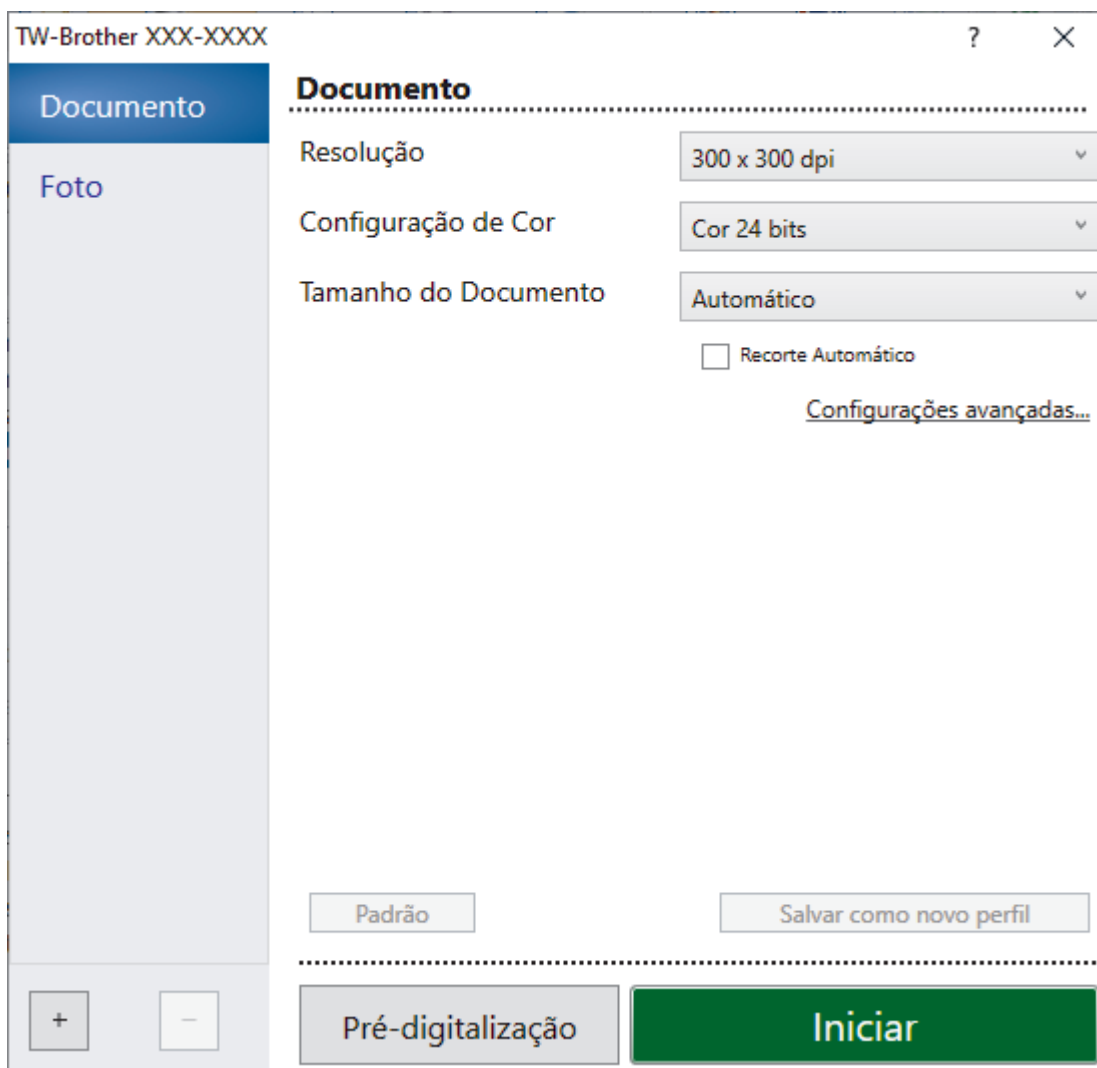 TW-Brother XXX-XXXX ?
Documento
Foto
Documento
Resolução 300 x 300 dpi
Configuração de Cor Cor 24 bits
Tamanho do Documento Automático
Recorte Automático
Configurações avançadas...
Padrão Salvar como novo perfil
+ − Pré-digitalização Iniciar